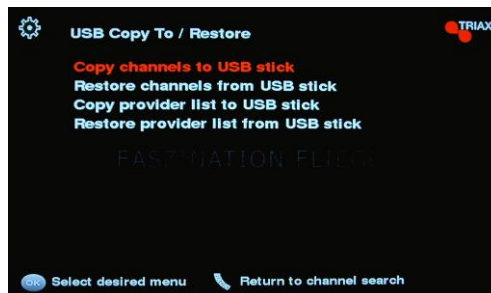 USB Copy To / Restore
TRIAX
Copy channels to USB stick
Restore channels from USB stick
Copy provider list to USB stick
Restore provider list from USB stick
FASZINATION
OK Select desired menu Return to channel search